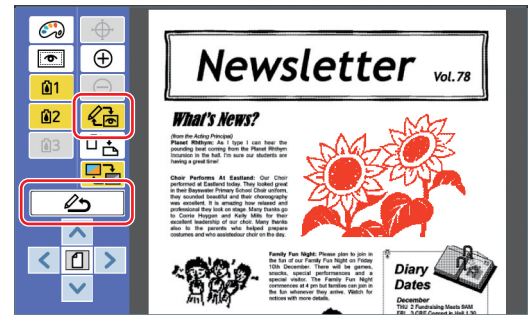 1
2
3
Newsletter Vol.78
What's News?
(from the Acting Principal)
Planet Rhthym: As I type I can hear the
pounding beat coming from the Planet Rhthym
Incursion in the hall. I'm sure our students are
having a great time!
Choir Performs At Eastland: Our Choir
performed at Eastland today. They looked great
in their Bayswater Primary School Choir uniform,
they sounded beautiful and their choreography
was excellent. It is amazing how relaxed and
professional they look on stage. Many thanks go
to Corrie Huygen and Kelly Mills for their
excellent leadership of our choir. Many thanks
also to the parents who helped prepare
costumes and who assisted our choir on the day.
Family Fun Night: Please plan to join in
the fun of our Family Fun Night on Friday
10th December. There will be games,
snacks, special performances and a
special visitor. The Family Fun Night
commences at 4 pm but families can join in
the fun whenever they arrive. Watch for
notices with more details.
Diary
Dates
December
THU 2 Fundraising Meets 9AM